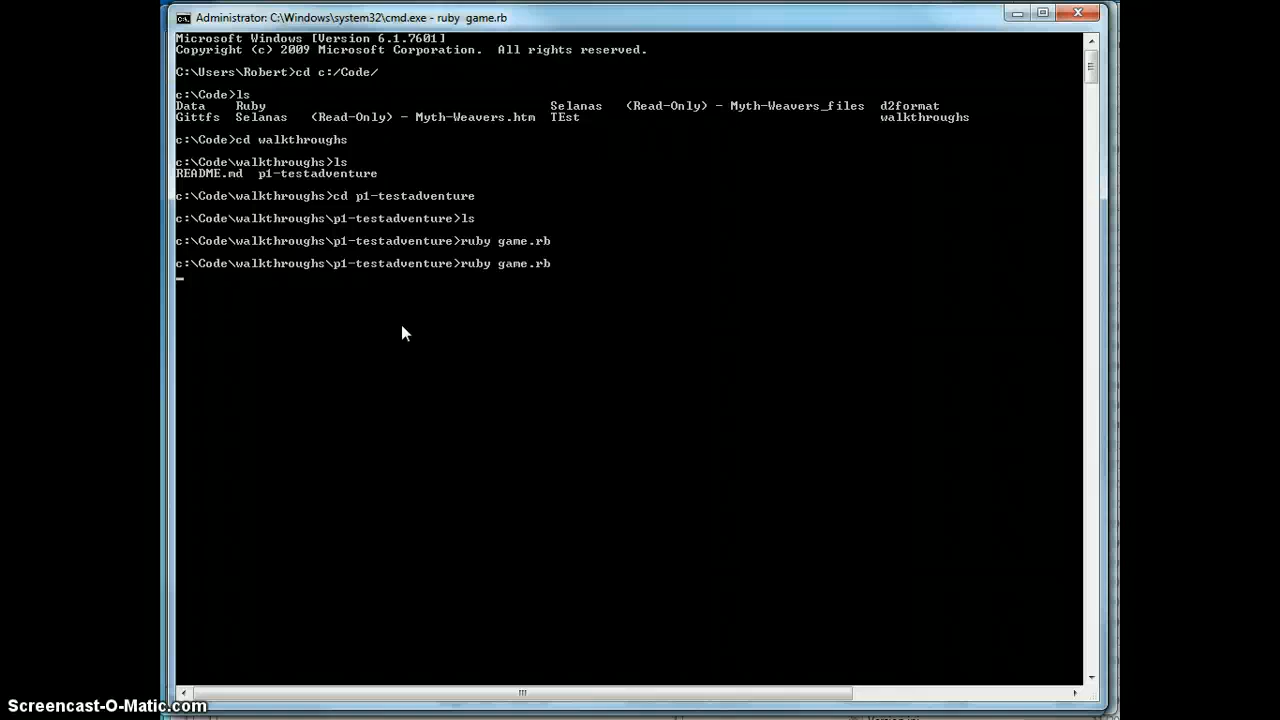 Administrator: C:\Windows\system32\cmd.exe - ruby  game.rb
Microsoft Windows [Version 6.1.7601]
Copyright (c) 2009 Microsoft Corporation.  All rights reserved.
C:\Users\Robert>cd c:/Code/
c:\Code>ls
Data    Ruby                                      Selanas   (Read-Only) - Myth-Weavers_files  d2format
Gittfs  Selanas   (Read-Only) - Myth-Weavers.htm  TEst                                        walkthroughs
c:\Code>cd walkthroughs
c:\Code\walkthroughs>ls
README.md  p1-testadventure
c:\Code\walkthroughs>cd p1-testadventure
c:\Code\walkthroughs\p1-testadventure>ls
c:\Code\walkthroughs\p1-testadventure>ruby game.rb
c:\Code\walkthroughs\p1-testadventure>ruby game.rb
Screencast-O-Matic.com